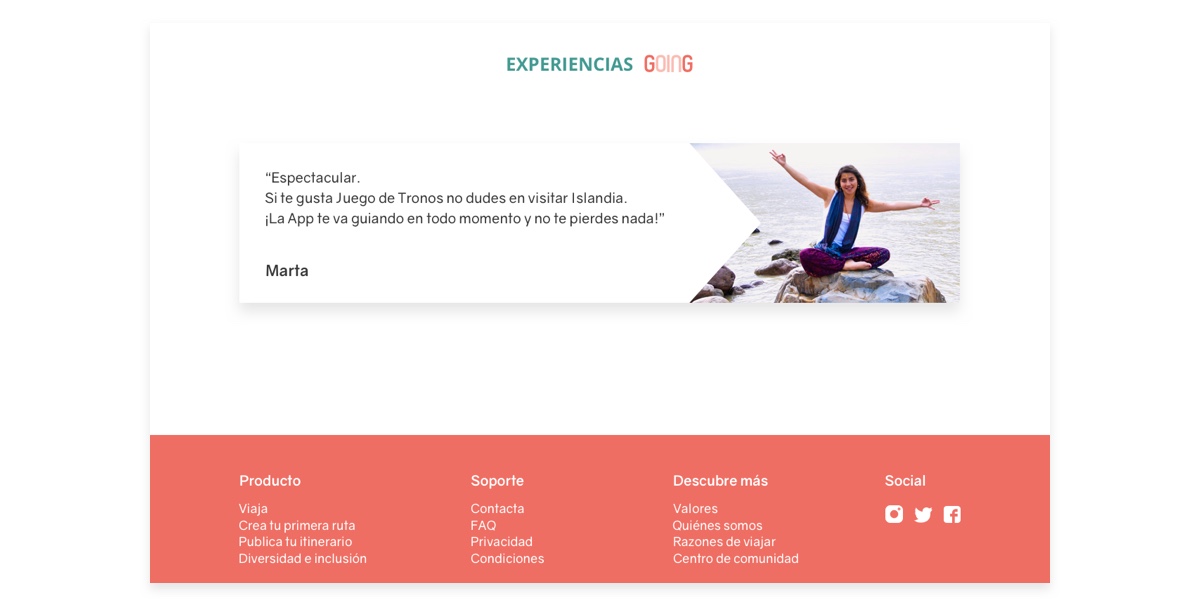 EXPERIENCIAS GOING
“Espectacular.
Si te gusta Juego de Tronos no dudes en visitar Islandia.
¡La App te va guiando en todo momento y no te pierdes nada!”
Marta
Producto
Viaja
Crea tu primera ruta
Publica tu itinerario
Diversidad e inclusión
Soporte
Contacta
FAQ
Privacidad
Condiciones
Descubre más
Valores
Quiénes somos
Razones de viajar
Centro de comunidad
Social